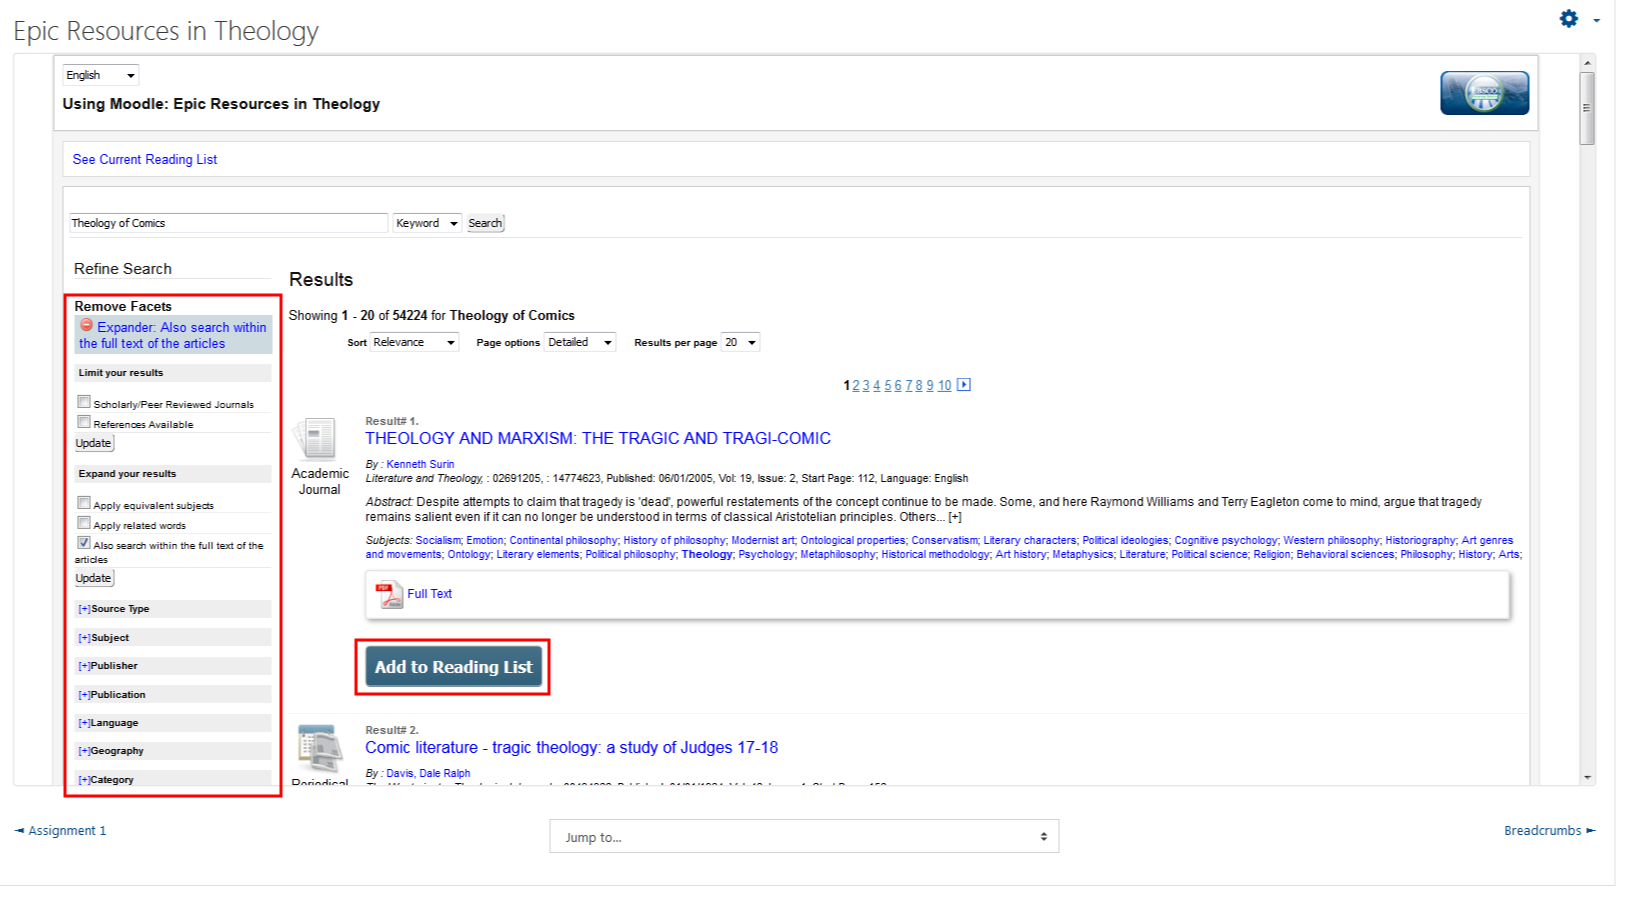 Epic Resources in Theology
English
Using Moodle: Epic Resources in Theology
EBSCO
See Current Reading List
Theology of Comics
Keyword
Search
Refine Search
Remove Facets
Expander: Also search within
the full text of the articles
Limit your results
Scholarly/Peer Reviewed Journals
References Available
Update
Expand your results
Apply equivalent subjects
Apply related words
Also search within the full text of the
articles
Update
[+]Source Type
[+]Subject
[+]Publisher
[+]Publication
[+]Language
[+]Geography
[+]Category
Results
Showing 1 - 20 of 54224 for Theology of Comics
Sort Relevance Page options Detailed Results per page 20
1 2 3 4 5 6 7 8 9 10
Academic
Journal
Result# 1.
THEOLOGY AND MARXISM: THE TRAGIC AND TRAGI-COMIC
By : Kenneth Surin
Literature and Theology, : 02691205, : 14774623, Published: 06/01/2005, Vol: 19, Issue: 2, Start Page: 112, Language: English
Abstract: Despite attempts to claim that tragedy is 'dead', powerful restatements of the concept continue to be made. Some, and here Raymond Williams and Terry Eagleton come to mind, argue that tragedy
remains salient even if it can no longer be understood in terms of classical Aristotelian principles. Others... [+]
Subjects: Socialism; Emotion; Continental philosophy; History of philosophy; Modernist art; Ontological properties; Conservatism; Literary characters; Political ideologies; Cognitive psychology; Western philosophy; Historiography; Art genres
and movements; Ontology; Literary elements; Political philosophy; Theology; Psychology; Metaphilosophy; Historical methodology; Art history; Metaphysics; Literature; Political science; Religion; Behavioral sciences; Philosophy; History; Arts;
PDF
Full Text
Add to Reading List
Result# 2.
Comic literature - tragic theology: a study of Judges 17-18
By : Davis, Dale Ralph
Periodical
◄ Assignment 1
Jump to...
Breadcrumbs ►